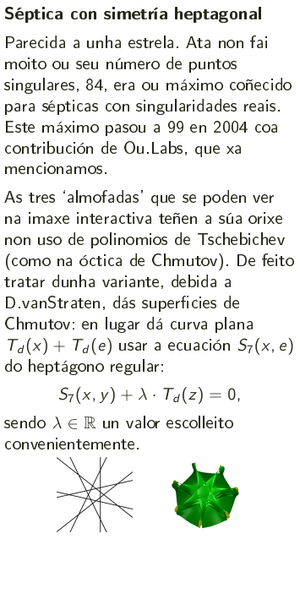 Séptica con simetría heptagonal
Parecida a unha estrela. Ata non fai
moito ou seu número de puntos
singulares, 84, era ou máximo coñecido
para sépticas con singularidades reais.
Este máximo pasou a 99 en 2004 coa
contribución de Ou.Labs, que xa
mencionamos.
As tres ‘almofadas’ que se poden ver
na imaxe interactiva teñen a súa orixe
non uso de polinomios de Tschebichev
(como na óctica de Chmutov). De feito
tratar dunha variante, debida a
D.vanStraten, dás superficies de
Chmutov: en lugar dá curva plana
T_d(x) + T_d(e) usar a ecuación S_7(x, e)
do heptágono regular:
S_7(x, y) + λ · T_d(z) = 0,
sendo λ ∈ ℝ un valor escolleito
convenientemente.